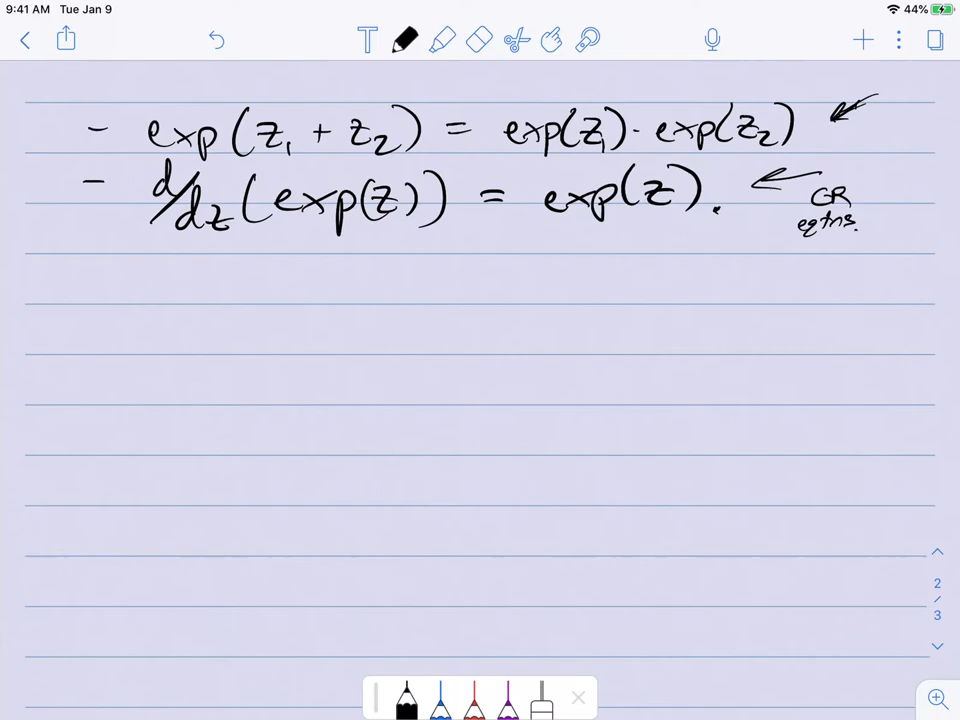 9:41 AM Tue Jan 9
44%
- exp(z₁ + z₂) = exp(z₁) · exp(z₂) ↙
- d/dz (exp(z)) = exp(z). ← CR
eqtns.
2
/
3